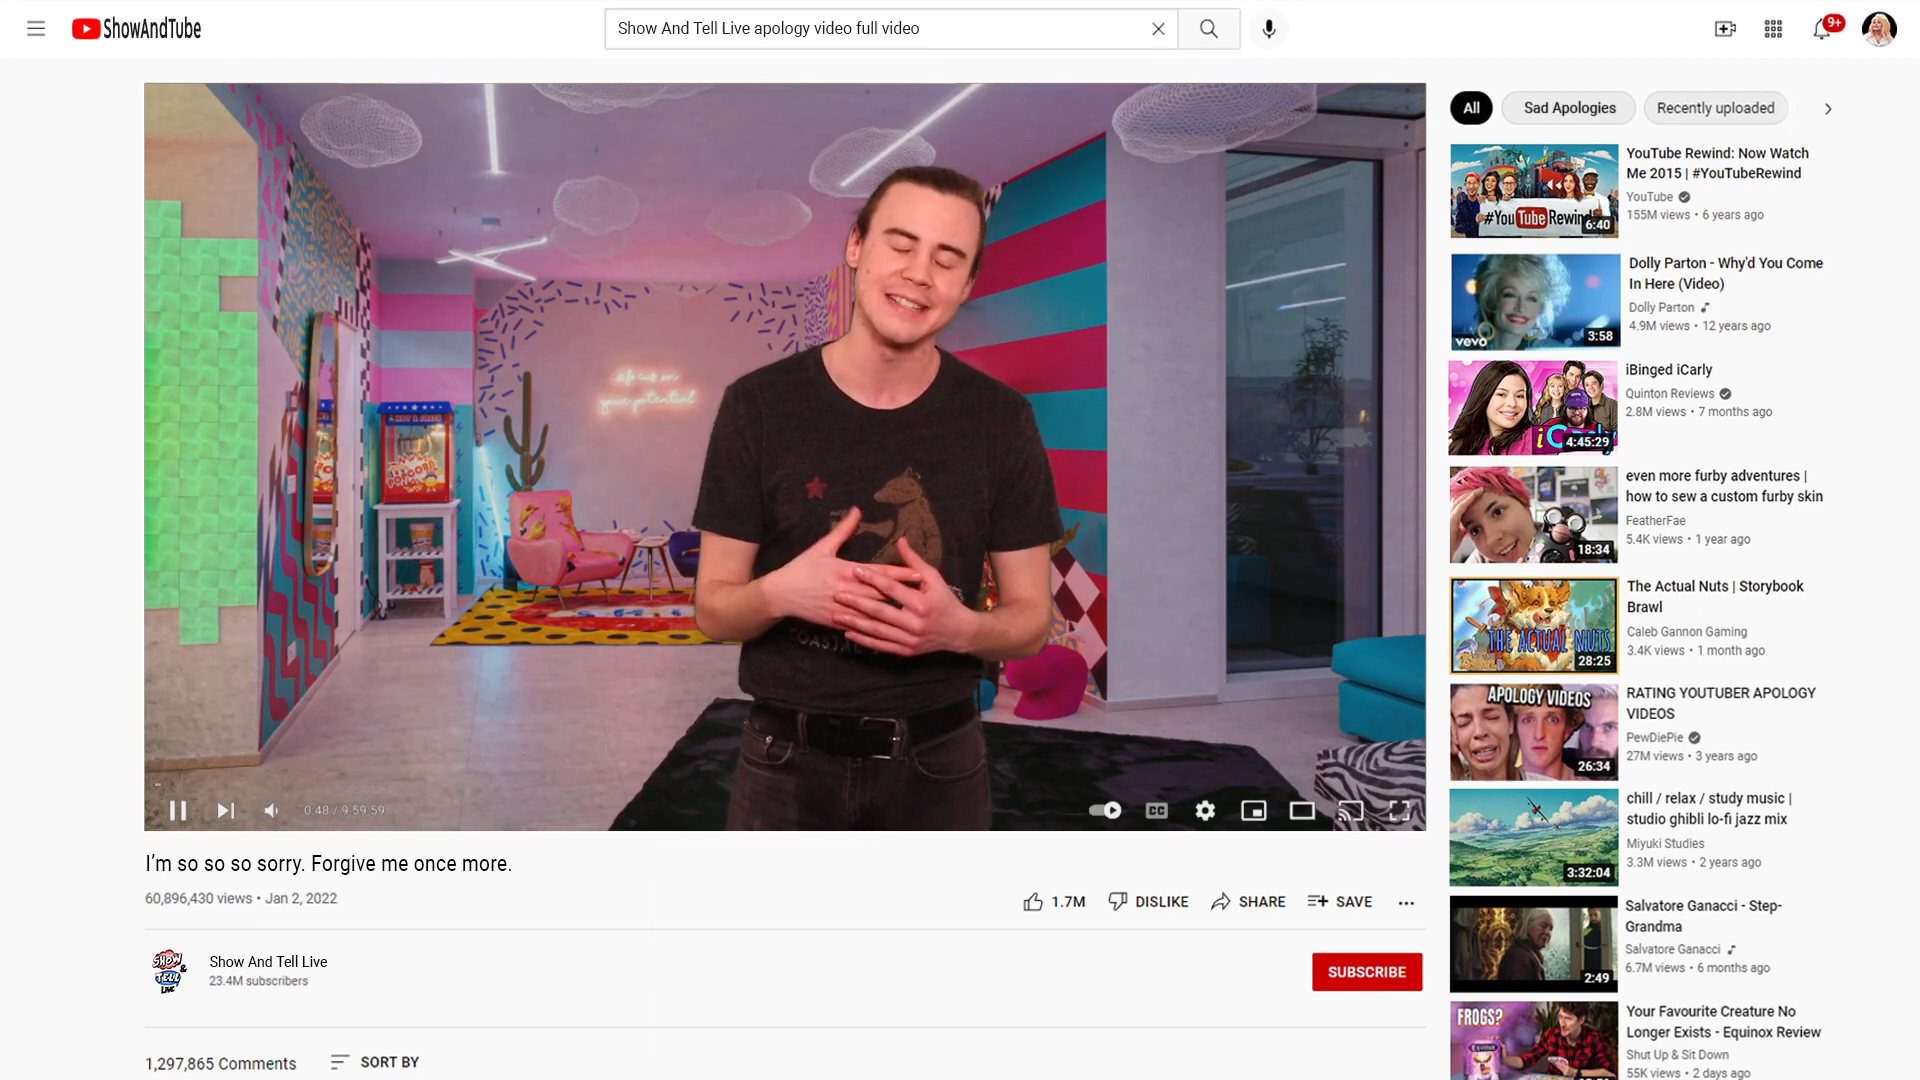 ShowAndTube
Show And Tell Live apology video full video
9+
All
Sad Apologies
Recently uploaded
a focus on
your potential
0:48 / 9:59:59
CC
I'm so so so sorry. Forgive me once more.
60,896,430 views • Jan 2, 2022
1.7M
DISLIKE
SHARE
SAVE
SHOW
&
TELL
LIVE
Show And Tell Live
23.4M subscribers
SUBSCRIBE
1,297,865 Comments
SORT BY
#YouTubeRewind
6:40
YouTube Rewind: Now Watch
Me 2015 | #YouTubeRewind
YouTube
155M views • 6 years ago
vevo
3:58
Dolly Parton - Why'd You Come
In Here (Video)
Dolly Parton
4.9M views • 12 years ago
iCarly
4:45:29
iBinged iCarly
Quinton Reviews
2.8M views • 7 months ago
18:34
even more furby adventures |
how to sew a custom furby skin
FeatherFae
5.4K views • 1 year ago
THE ACTUAL NUTS
28:25
The Actual Nuts | Storybook
Brawl
Caleb Gannon Gaming
3.4K views • 1 month ago
APOLOGY VIDEOS
26:34
RATING YOUTUBER APOLOGY
VIDEOS
PewDiePie
27M views • 3 years ago
3:32:04
chill / relax / study music |
studio ghibli lo-fi jazz mix
Miyuki Studies
3.3M views • 2 years ago
2:49
Salvatore Ganacci - Step-
Grandma
Salvatore Ganacci
6.7M views • 6 months ago
FROGS?
Your Favourite Creature No
Longer Exists - Equinox Review
Shut Up & Sit Down
55K views • 2 days ago